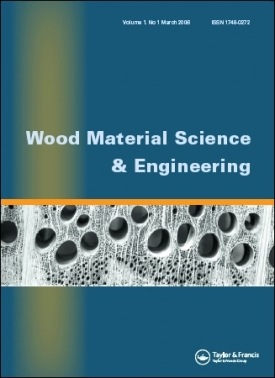 Volume 1, No 1 March 2006 ISSN 1748-0272
Wood Material Science
& Engineering
Taylor & Francis
Taylor & Francis Group